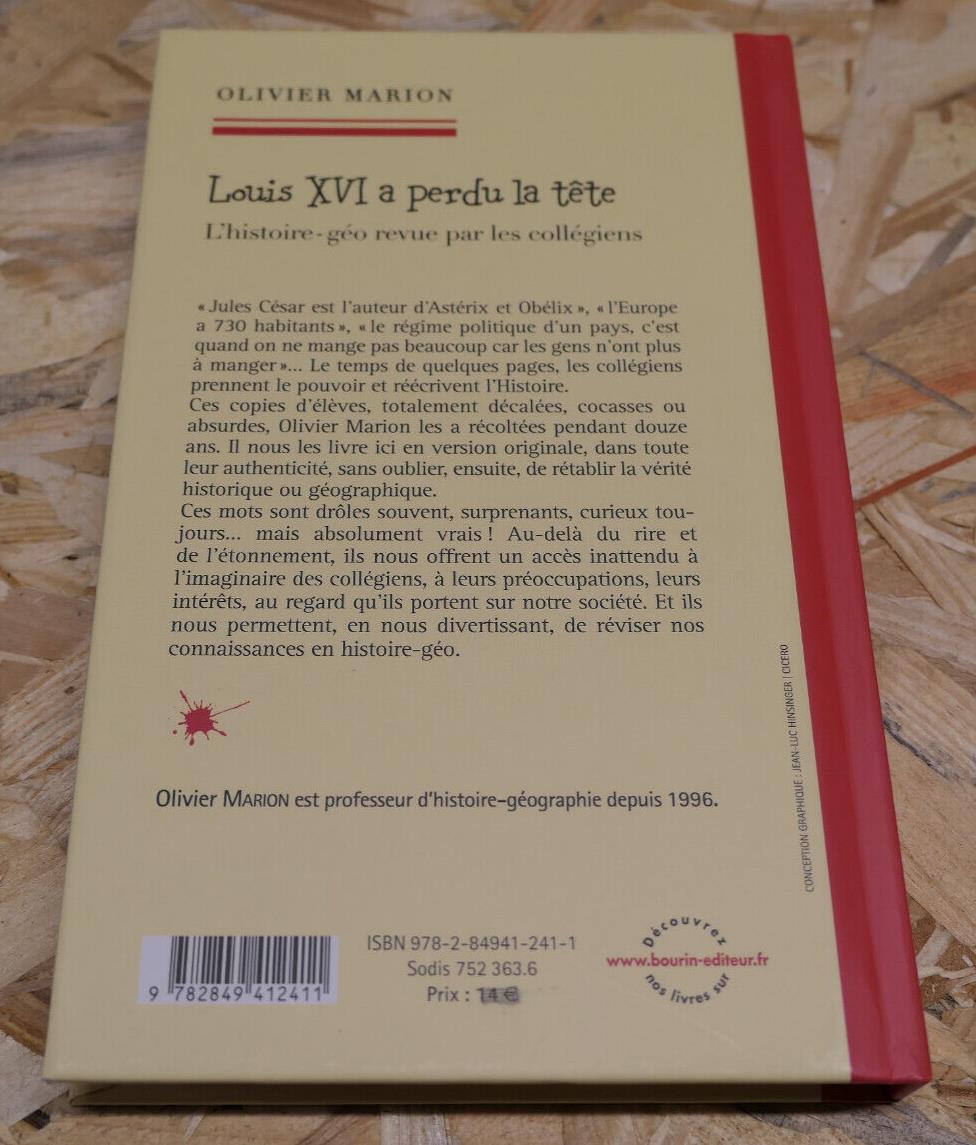 OLIVIER MARION
Louis XVI a perdu la tête
L'histoire-géo revue par les collégiens
« Jules César est l'auteur d'Astérix et Obélix », « l'Europe
a 730 habitants », « le régime politique d'un pays, c'est
quand on ne mange pas beaucoup car les gens n'ont plus
à manger »... Le temps de quelques pages, les collégiens
prennent le pouvoir et réécrivent l'Histoire.
Ces copies d'élèves, totalement décalées, cocasses ou
absurdes, Olivier Marion les a récoltées pendant douze
ans. Il nous les livre ici en version originale, dans toute
leur authenticité, sans oublier, ensuite, de rétablir la vérité
historique ou géographique.
Ces mots sont drôles souvent, surprenants, curieux tou-
jours... mais absolument vrais ! Au-delà du rire et
de l'étonnement, ils nous offrent un accès inattendu à
l'imaginaire des collégiens, à leurs préoccupations, leurs
intérêts, au regard qu'ils portent sur notre société. Et ils
nous permettent, en nous divertissant, de réviser nos
connaissances en histoire-géo.
Olivier MARION est professeur d'histoire-géographie depuis 1996.
CONCEPTION GRAPHIQUE : JEAN-LUC HINSINGER | CICERO
9 782849 412411
ISBN 978-2-84941-241-1
Sodis 752 363.6
Prix : 14 €
Découvrez
nos livres sur
www.bourin-editeur.fr